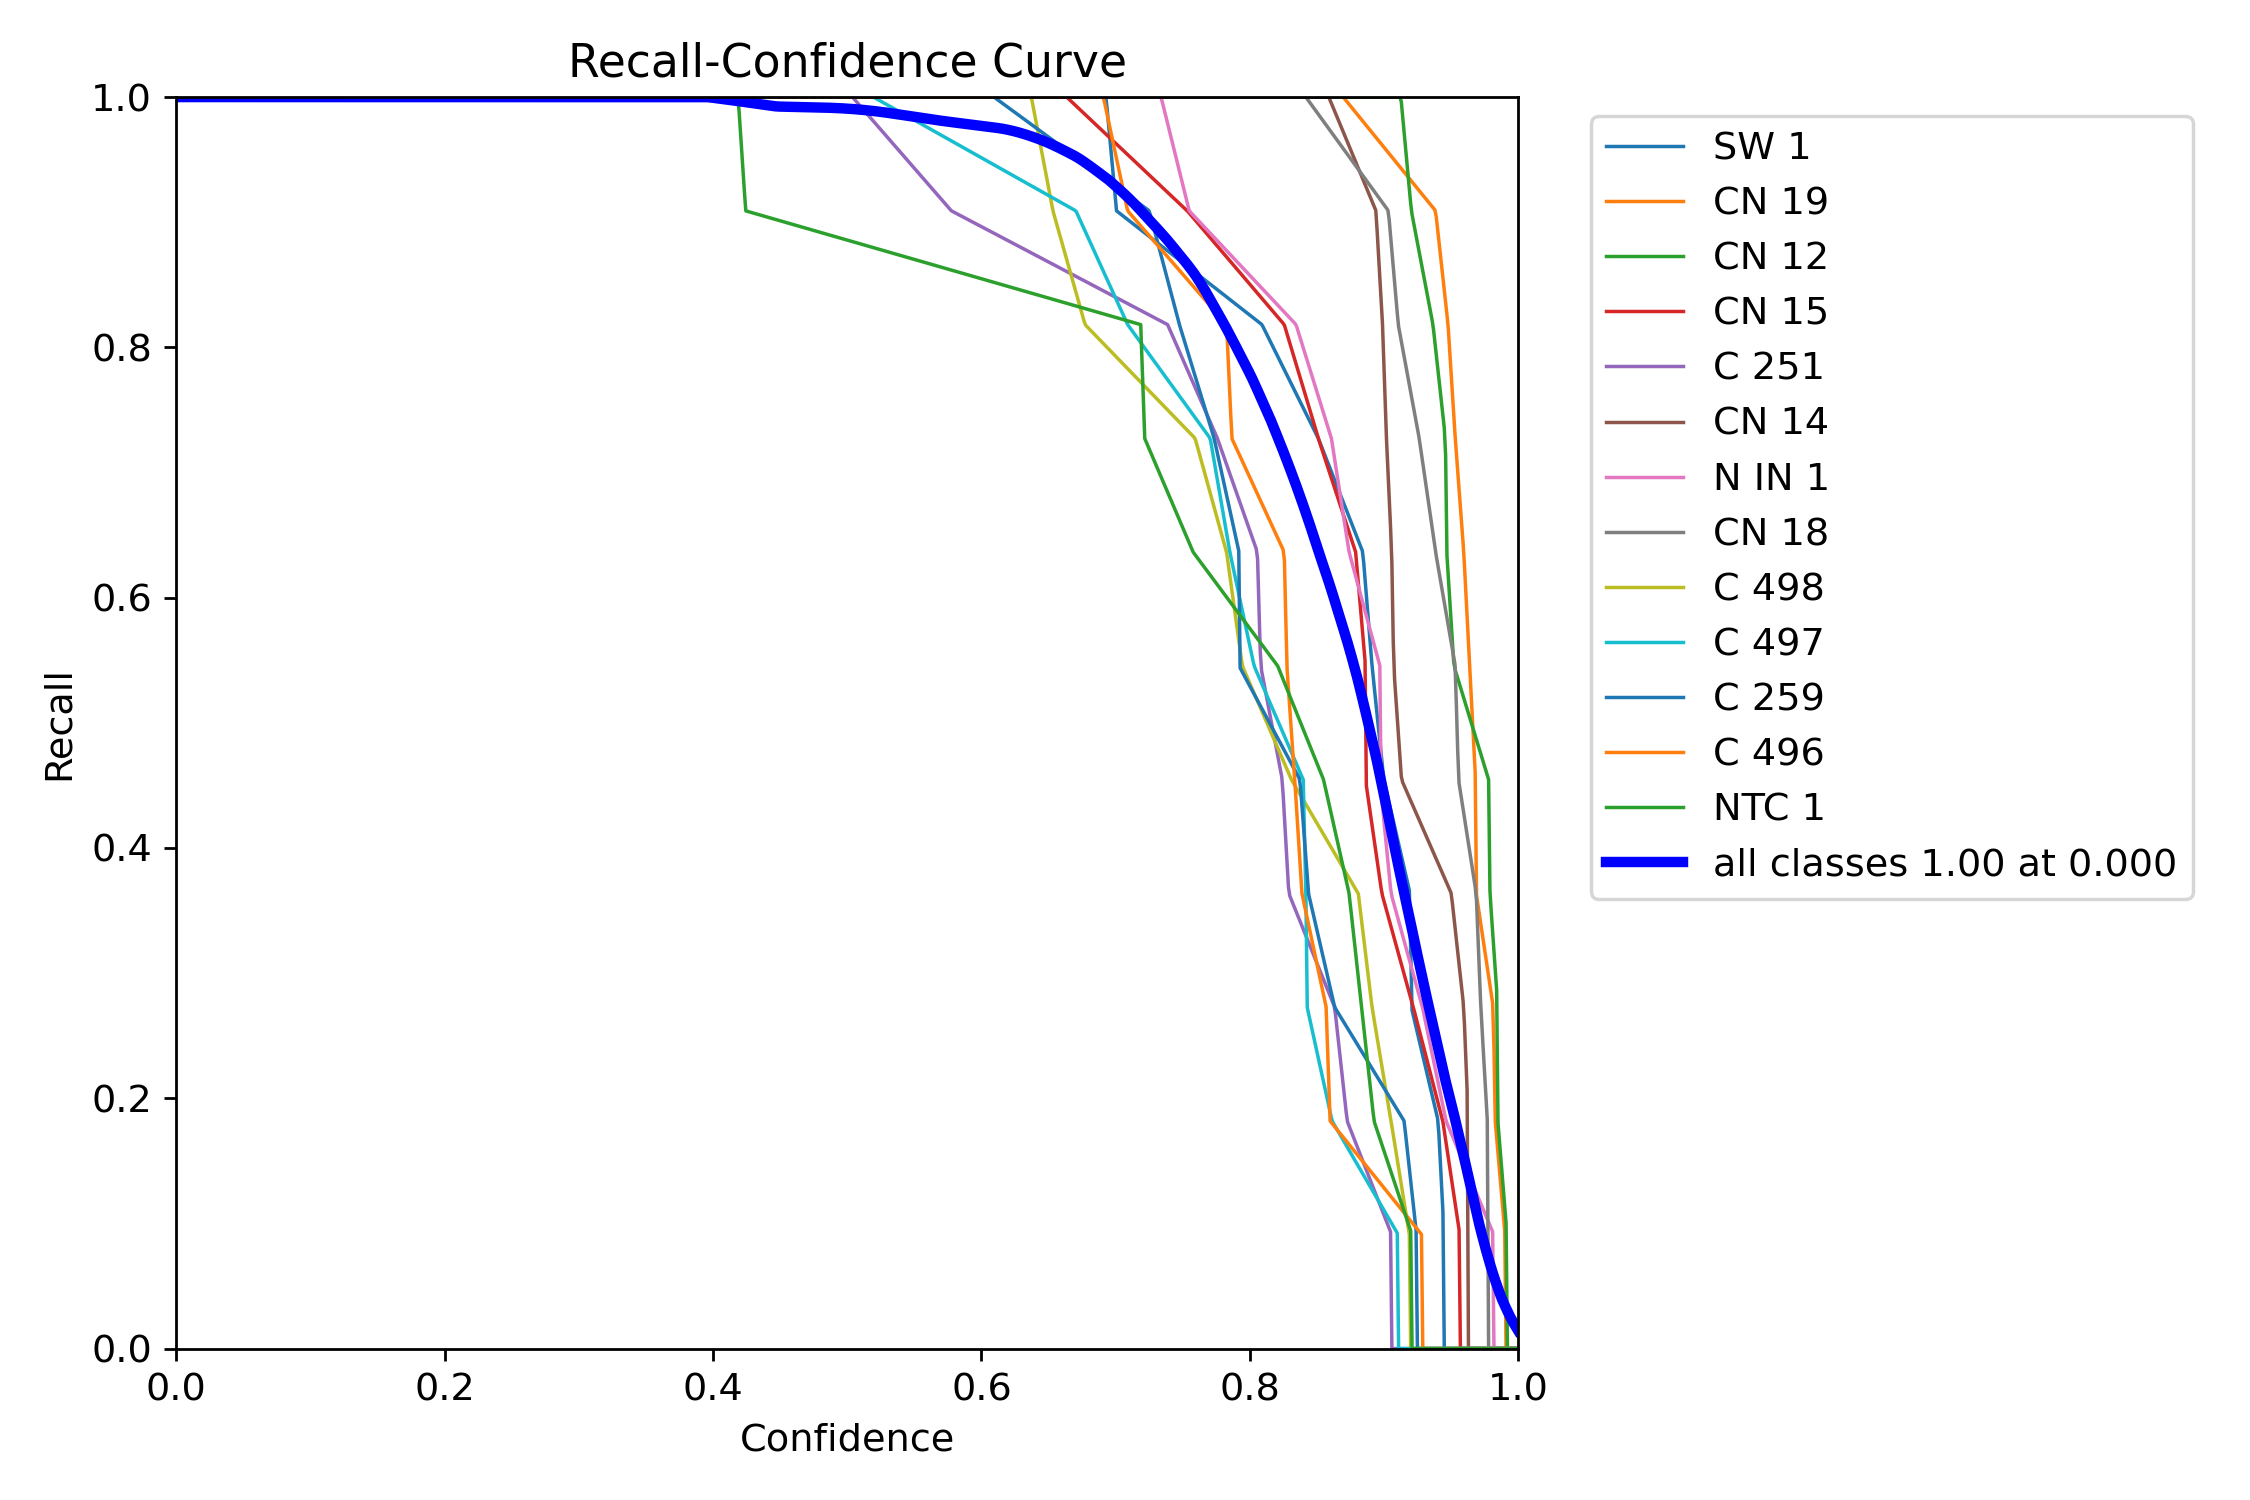 Recall-Confidence Curve
1.0
0.8
0.6
0.4
0.2
0.0
Recall
0.0 0.2 0.4 0.6 0.8 1.0
Confidence
SW 1
CN 19
CN 12
CN 15
C 251
CN 14
N IN 1
CN 18
C 498
C 497
C 259
C 496
NTC 1
all classes 1.00 at 0.000